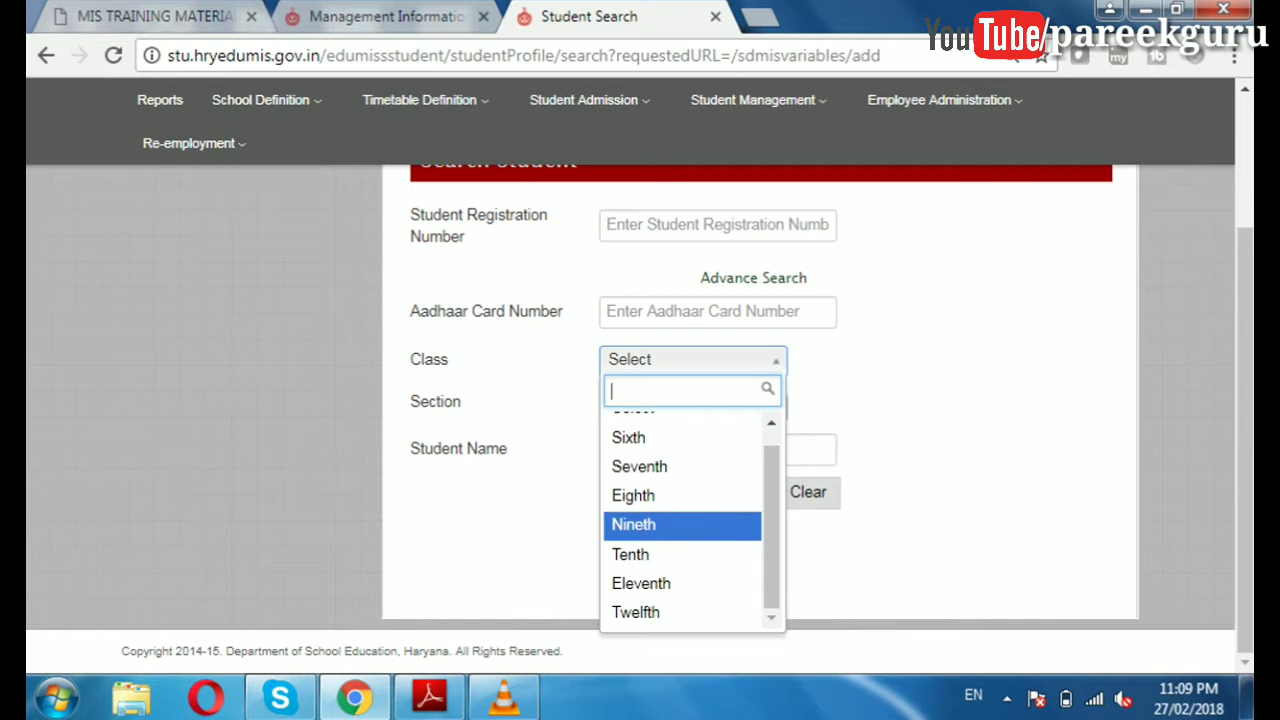 MIS TRAINING MATERIA
Management Informatio
Student Search
YouTube/pareekguru
stu.hryedumis.gov.in/edumissstudent/studentProfile/search?requestedURL=/sdmisvariables/add
Reports School Definition Timetable Definition Student Admission Student Management Employee Administration
Re-employment
Search Student
Student Registration Number
Enter Student Registration Numb
Advance Search
Aadhaar Card Number
Enter Aadhaar Card Number
Class
Select
Section
Select
Sixth
Student Name
Seventh
Eighth
Clear
Nineth
Tenth
Eleventh
Twelfth
Copyright 2014-15. Department of School Education, Haryana. All Rights Reserved.
EN
11:09 PM
27/02/2018